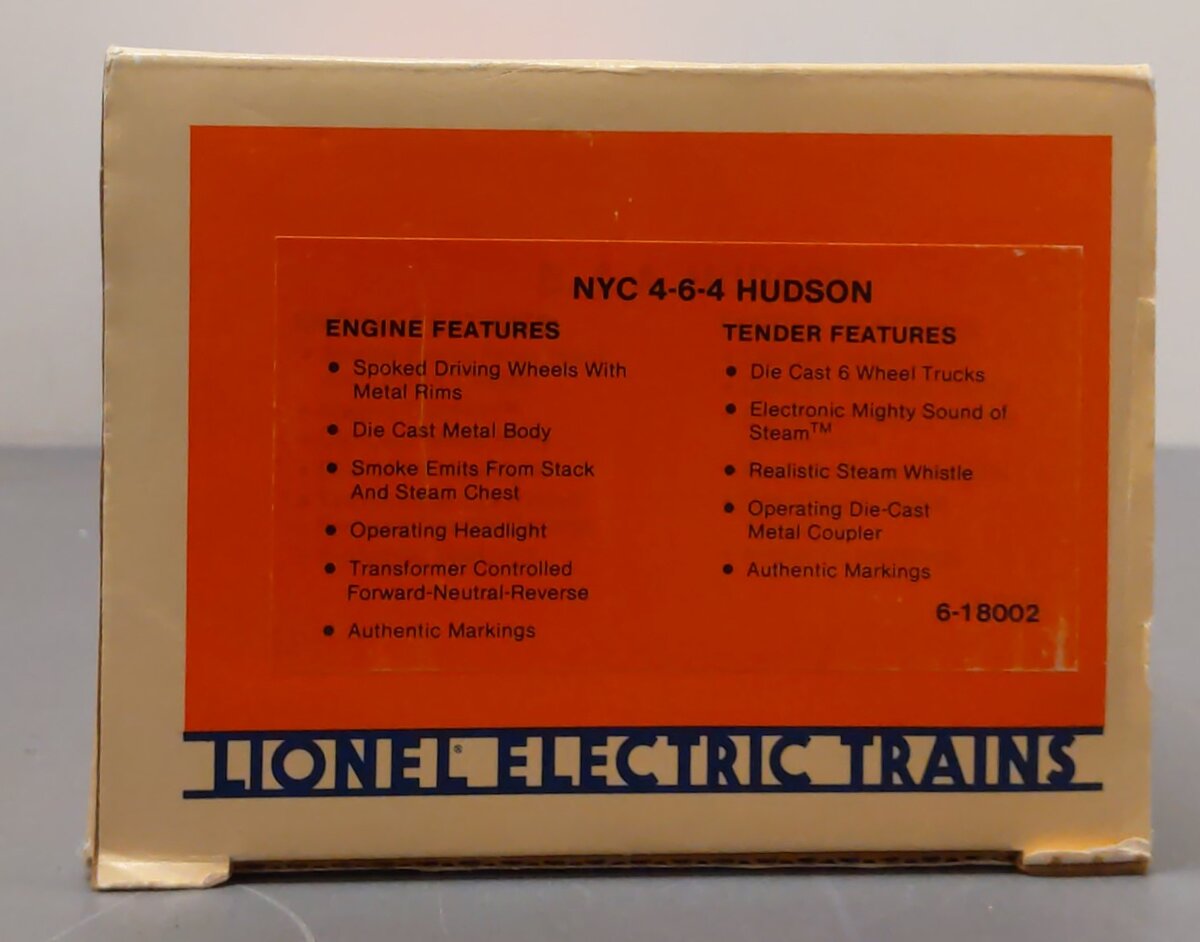 NYC 4-6-4 HUDSON
ENGINE FEATURES
• Spoked Driving Wheels With
Metal Rims
• Die Cast Metal Body
• Smoke Emits From Stack
And Steam Chest
• Operating Headlight
• Transformer Controlled
Forward-Neutral-Reverse
• Authentic Markings
TENDER FEATURES
• Die Cast 6 Wheel Trucks
• Electronic Mighty Sound of
Steam™
• Realistic Steam Whistle
• Operating Die-Cast
Metal Coupler
• Authentic Markings
6-18002
LIONEL® ELECTRIC TRAINS